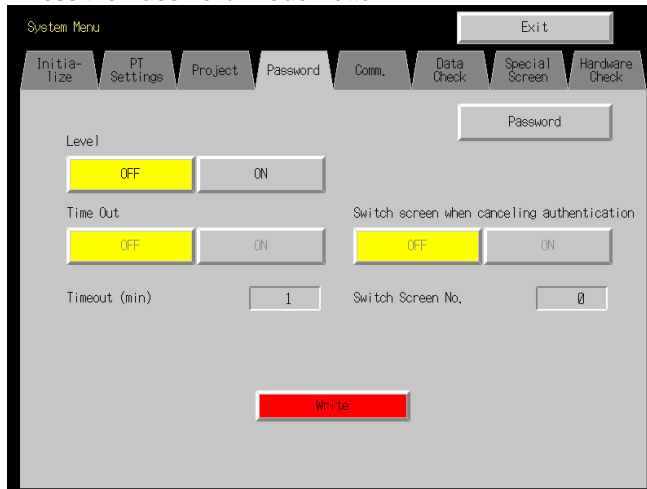 System Menu
Exit
Initia-
lize
PT
Settings
Project
Password
Comm.
Data
Check
Special
Screen
Hardware
Check
Password
Level
OFF
ON
Time Out
Switch screen when canceling authentication
OFF
ON
OFF
ON
Timeout (min)
1
Switch Screen No.
0
Write